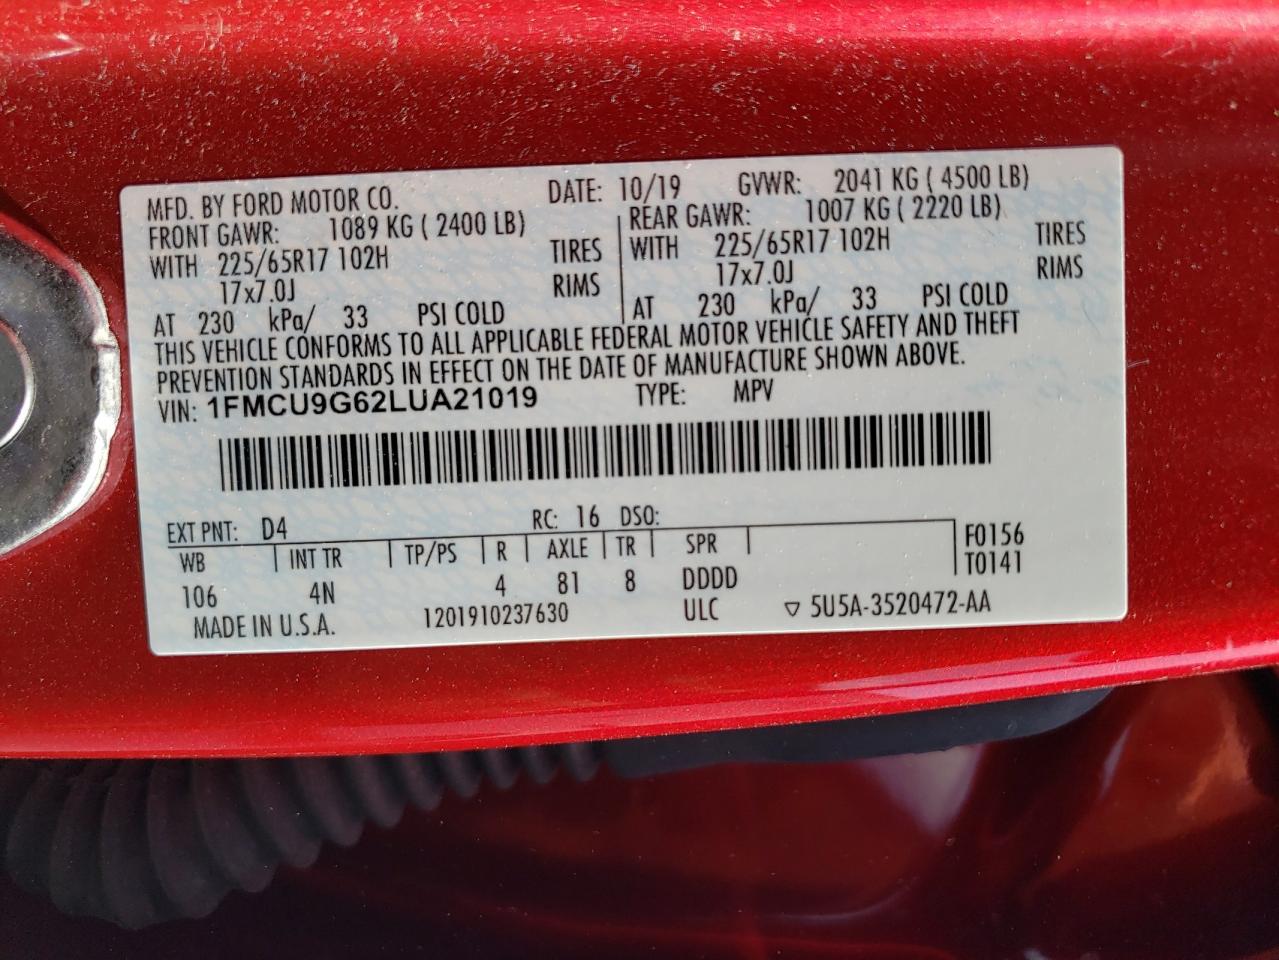 MFD. BY FORD MOTOR CO. DATE: 10/19 GVWR: 2041 KG ( 4500 LB)
FRONT GAWR: 1089 KG ( 2400 LB) REAR GAWR: 1007 KG ( 2220 LB)
WITH 225/65R17 102H TIRES WITH 225/65R17 102H TIRES
17x7.0J RIMS 17x7.0J RIMS
AT 230 kPa/ 33 PSI COLD AT 230 kPa/ 33 PSI COLD
THIS VEHICLE CONFORMS TO ALL APPLICABLE FEDERAL MOTOR VEHICLE SAFETY AND THEFT
PREVENTION STANDARDS IN EFFECT ON THE DATE OF MANUFACTURE SHOWN ABOVE.
VIN: 1FMCU9G62LUA21019 TYPE: MPV
EXT PNT: D4 RC: 16 DSO:
WB INT TR TP/PS R AXLE TR SPR F0156
T0141
106 4N 4 81 8 DDDD
MADE IN U.S.A. 1201910237630 ULC ▽ 5U5A-3520472-AA